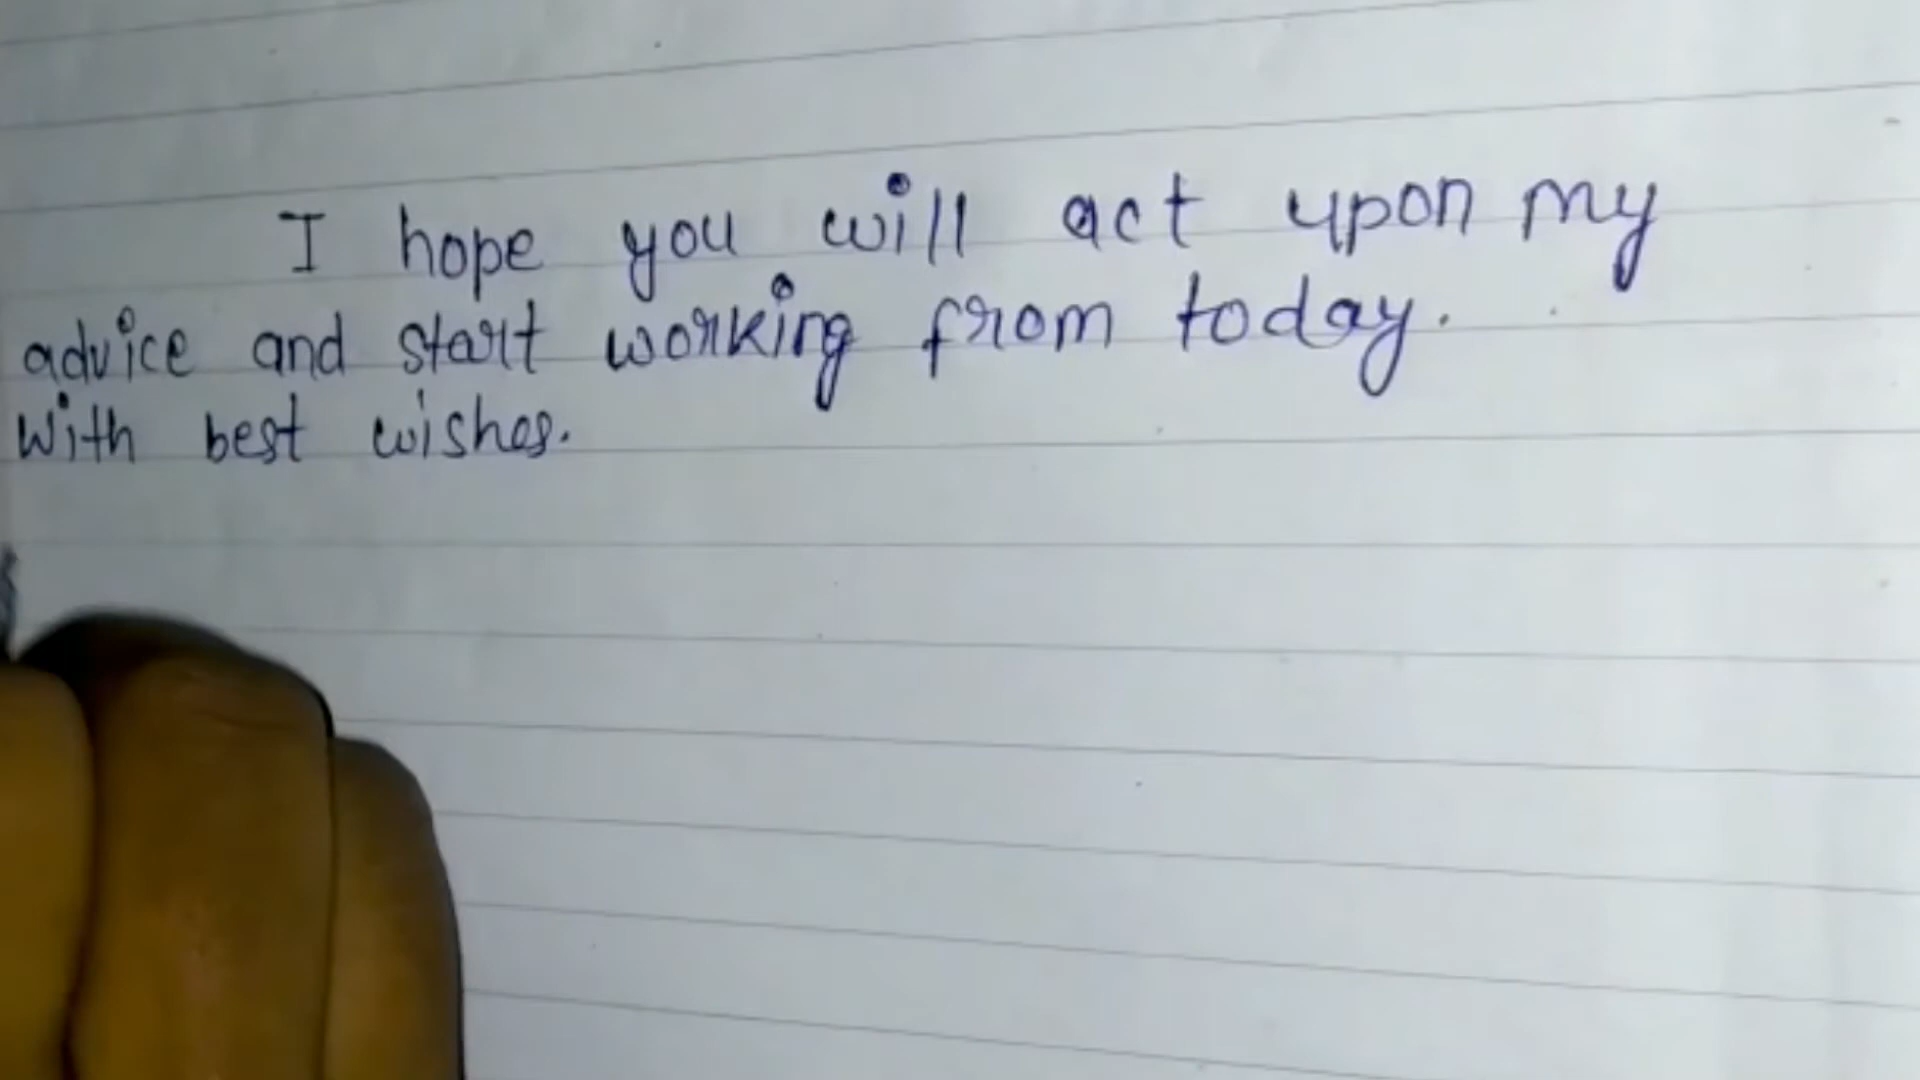 I hope you will act upon my
advice and start working from today.
With best wishes.